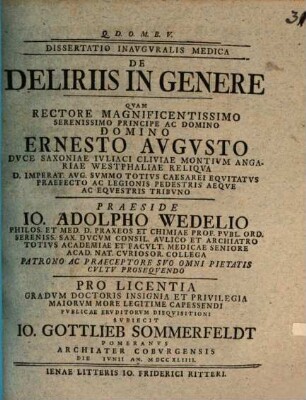 Q. D. O. M. B. V.
DISSERTATIO INAVGVRALIS MEDICA
DE
DELIRIIS IN GENERE
QVAM
RECTORE MAGNIFICENTISSIMO
SERENISSIMO PRINCIPE AC DOMINO
DOMINO
ERNESTO AVGVSTO
DVCE SAXONIAE IVLIACI CLIVIAE MONTIVM ANGA-
RIAE WESTPHALIAE RELIQVA
D. IMPERAT. AVG. SVMMO TOTIVS CAESAREI EQVITATVS
PRAEFECTO AC LEGIONIS PEDESTRIS AEQVE
AC EQVESTRIS TRIBVNO
PRAESIDE
IO. ADOLPHO WEDELIO
PHILOS. ET MED. D. PRAXEOS ET CHIMIAE PROF. PVBL. ORD.
SERENISS. SAX. DVCVM CONSIL. AVLICO ET ARCHIATRO
TOTIVS ACADEMIAE ET FACVLT. MEDICAE SENIORE
ACAD. NAT. CVRIOSOR. COLLEGA
PATRONO AC PRAECEPTORE SVO OMNI PIETATIS
CVLTV PROSEQVENDO
PRO LICENTIA
GRADVM DOCTORIS INSIGNIA ET PRIVILEGIA
MAIORVM MORE LEGITIME CAPESSENDI
PVBLICAE ERVDITORVM DISQVISITIONI
SVBIECIT
IO. GOTTLIEB SOMMERFELDT
POMERANVS
ARCHIATER COBVRGENSIS
DIE IVNII AN. MDCCXLIIII.
IENAE LITTERIS IO. FRIDERICI RITTERI.